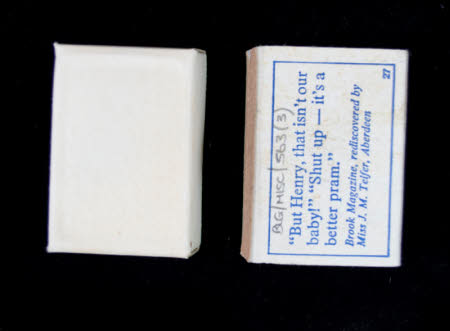 BG/MISC/563(3)
"But Henry, that isn't our
baby!" "Shut up — it's a
better pram."
Brook Magazine, rediscovered by
Miss J. M. Telfer, Aberdeen
27